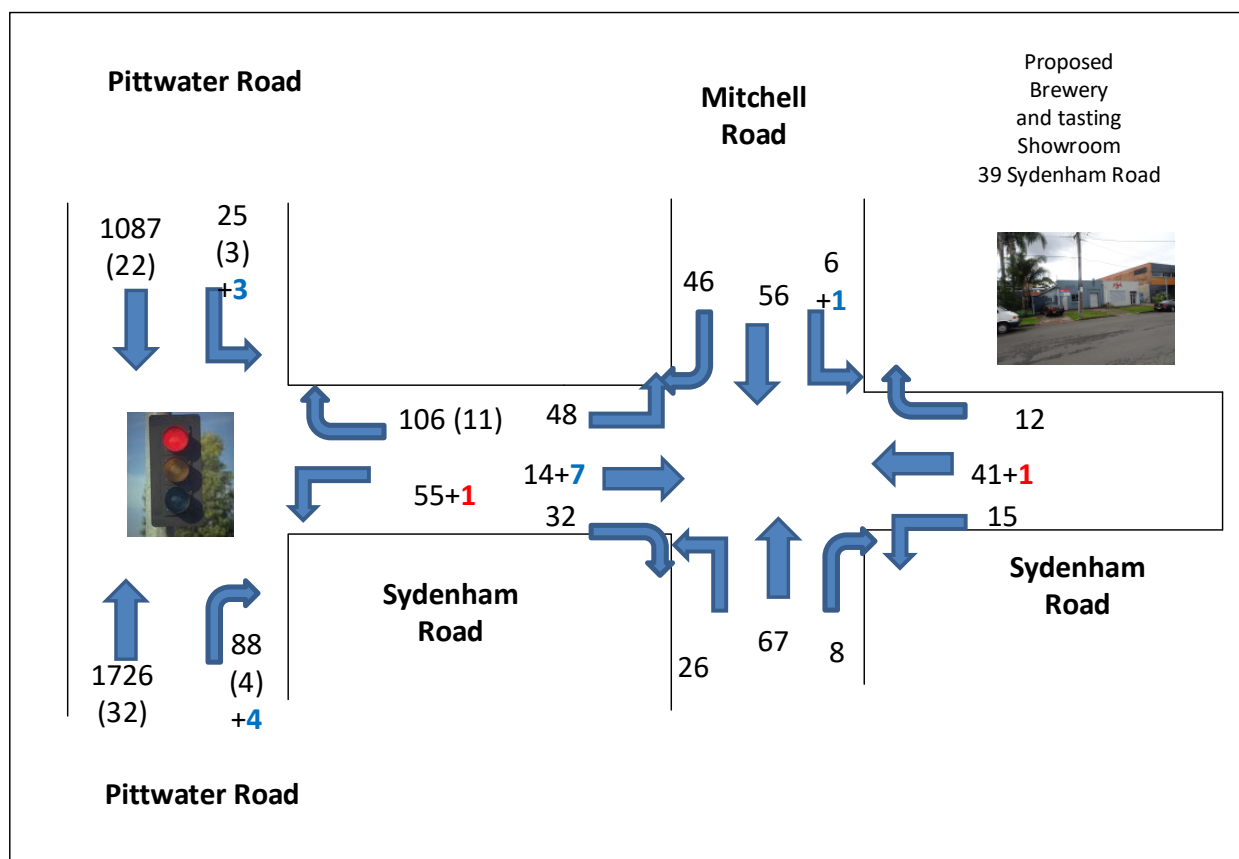 Pittwater Road
Mitchell
Road
Proposed
Brewery
and tasting
Showroom
39 Sydenham Road
1087
(22)
25
(3)
+3
46
56
6
+1
106 (11)
48
12
14+7
41+1
55+1
32
15
Sydenham
Road
Sydenham
Road
1726
(32)
88
(4)
+4
26
67
8
Pittwater Road